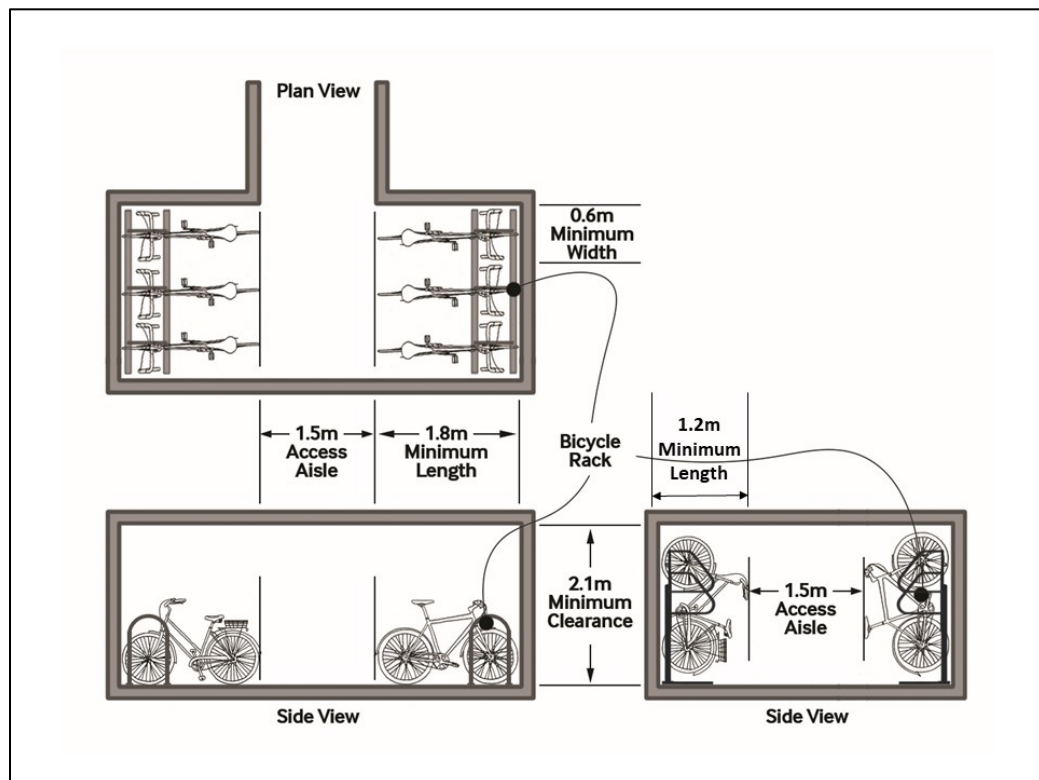 Plan View
0.6m
Minimum
Width
1.5m
Access
Aisle
1.8m
Minimum
Length
Bicycle
Rack
1.2m
Minimum
Length
2.1m
Minimum
Clearance
1.5m
Access
Aisle
Side View
Side View